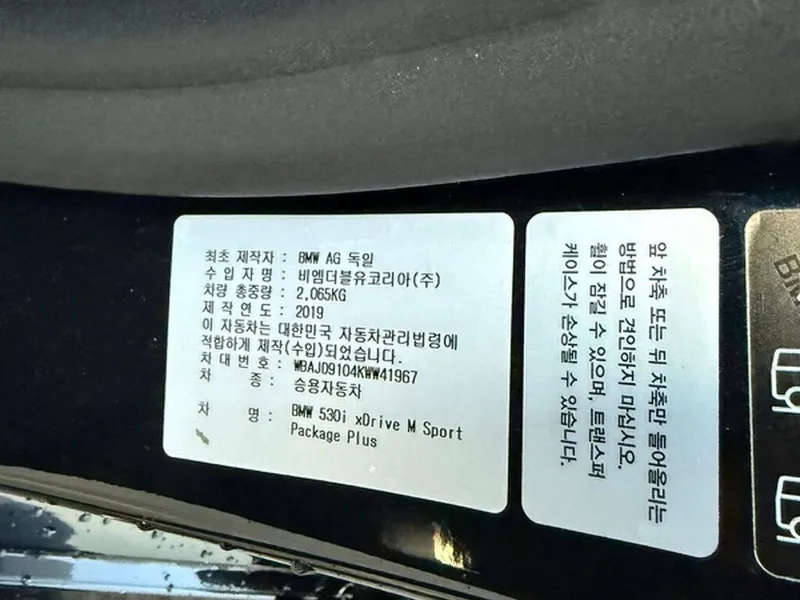 최초 제작자 : BMW AG 독일
수 입 자 명 : 비엠더블유코리아(주)
차량 총중량 : 2,065KG
제 작 연 도 : 2019
이 자동차는 대한민국 자동차관리법령에
적합하게 제작(수입)되었습니다.
차 대 번 호 : WBAJD9104KWW41967
차 종 : 승용자동차
차 명 : BMW 530i xDrive M Sport
Package Plus
앞 차축 또는 뒤 차축만 들어올리는
방법으로 견인하지 마십시오.
휠이 잠길 수 있으며, 트랜스퍼
케이스가 손상될 수 있습니다.